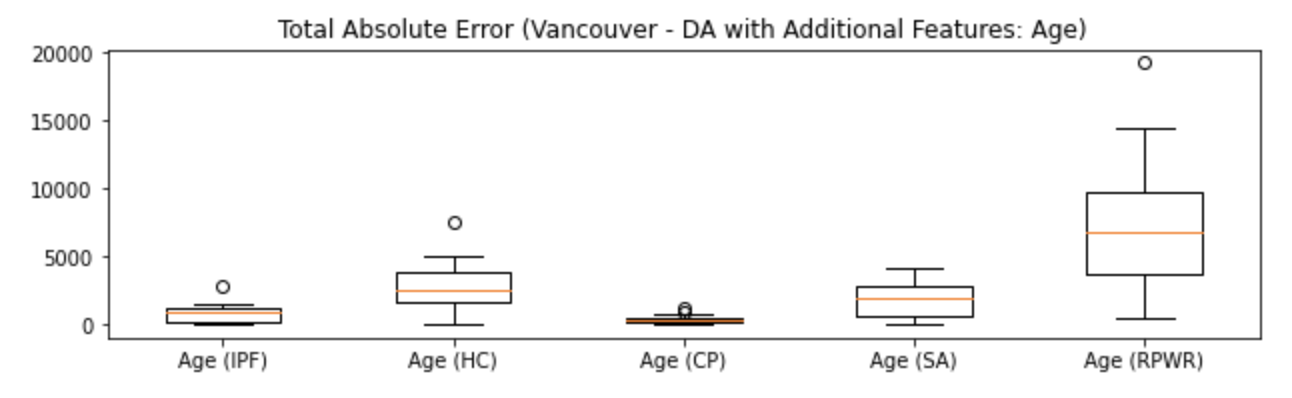 Total Absolute Error (Vancouver - DA with Additional Features: Age)
20000
15000
10000
5000
0
Age (IPF) Age (HC) Age (CP) Age (SA) Age (RPWR)